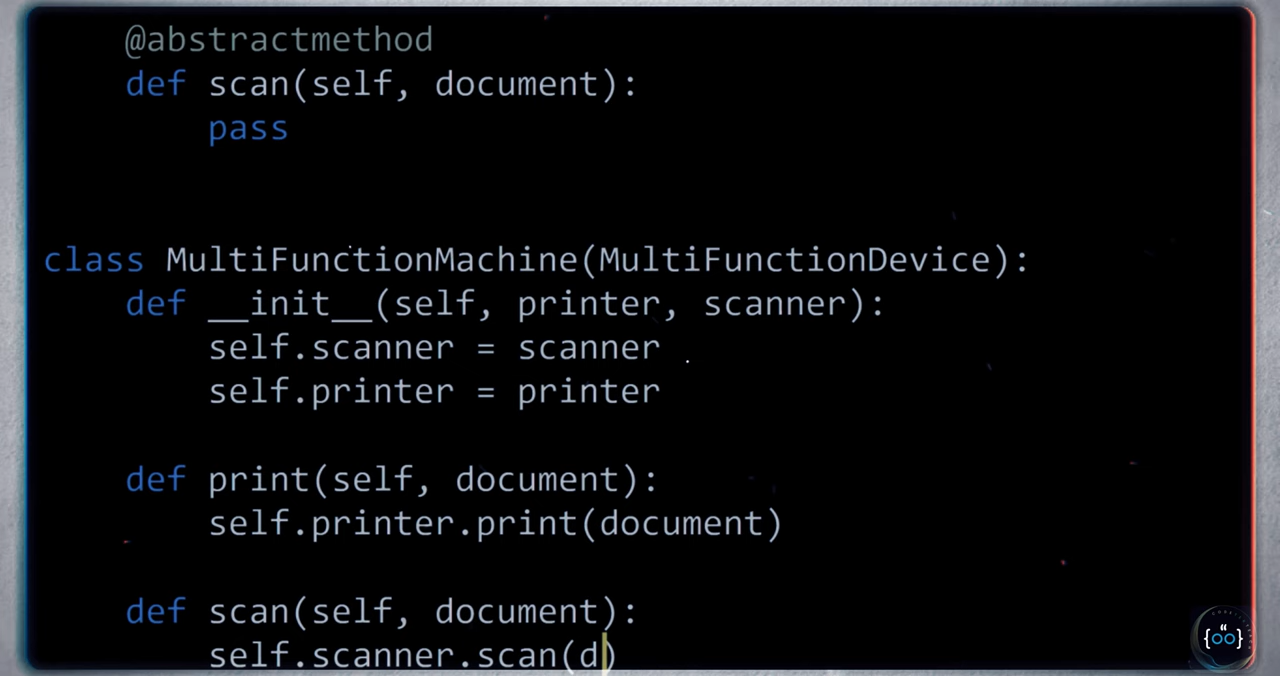 @abstractmethod
def scan(self, document):
pass
class MultiFunctionMachine(MultiFunctionDevice):
def __init__(self, printer, scanner):
self.scanner = scanner
self.printer = printer
def print(self, document):
self.printer.print(document)
def scan(self, document):
self.scanner.scan(d)